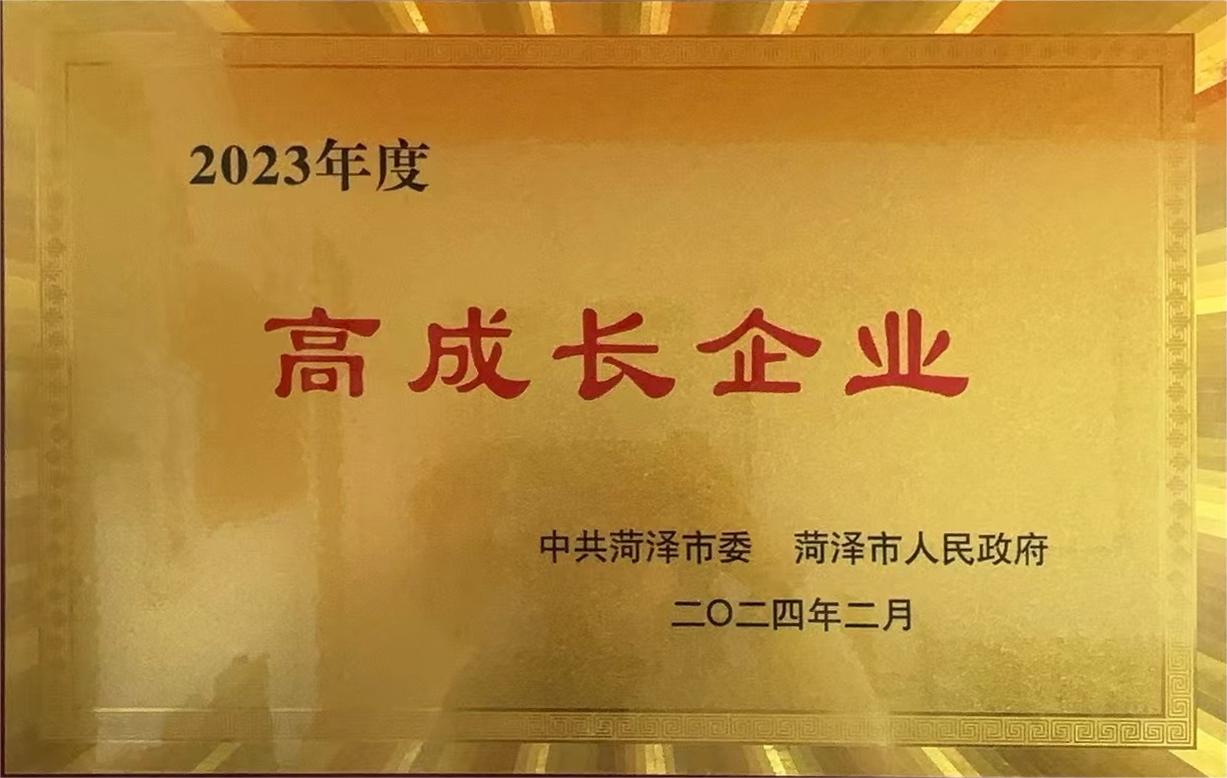 2023年度
高成长企业
中共菏泽市委　菏泽市人民政府
二〇二四年二月